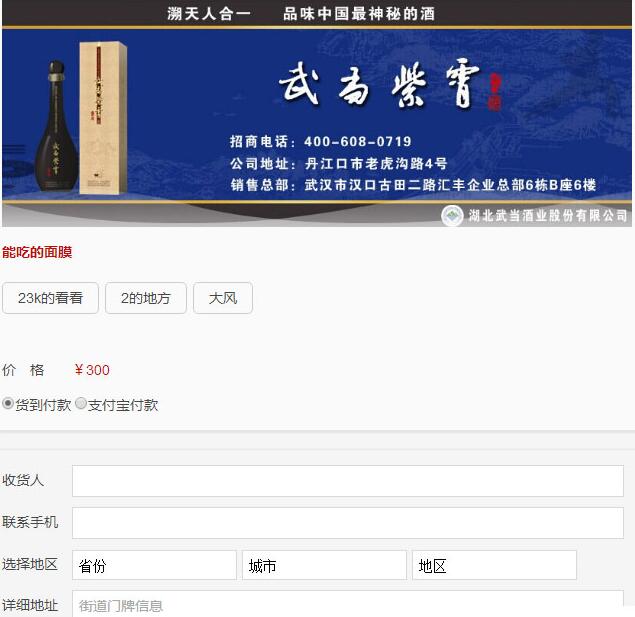 溯天人合一 品味中国最神秘的酒
武当紫霄
武当紫霄
招商电话：400-608-0719
公司地址：丹江口市老虎沟路4号
销售总部：武汉市汉口古田二路汇丰企业总部6栋B座6楼
湖北武当酒业股份有限公司
能吃的面膜
23k的看看 2的地方 大风
价 格 ￥300
货到付款 支付宝付款
收货人
联系手机
选择地区 省份 城市 地区
详细地址 街道门牌信息